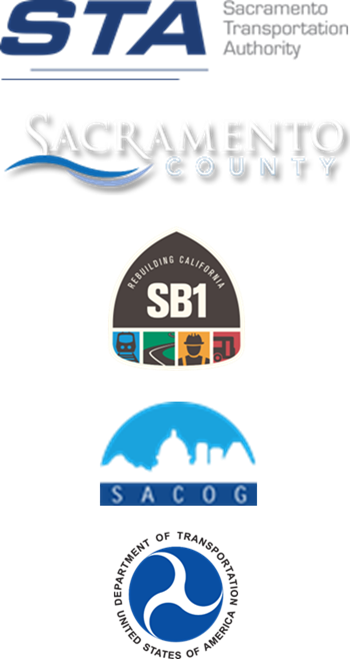 STA
Sacramento
Transportation
Authority
SACRAMENTO
COUNTY
REBUILDING CALIFORNIA
SB1
SACOG
DEPARTMENT OF TRANSPORTATION
UNITED STATES OF AMERICA